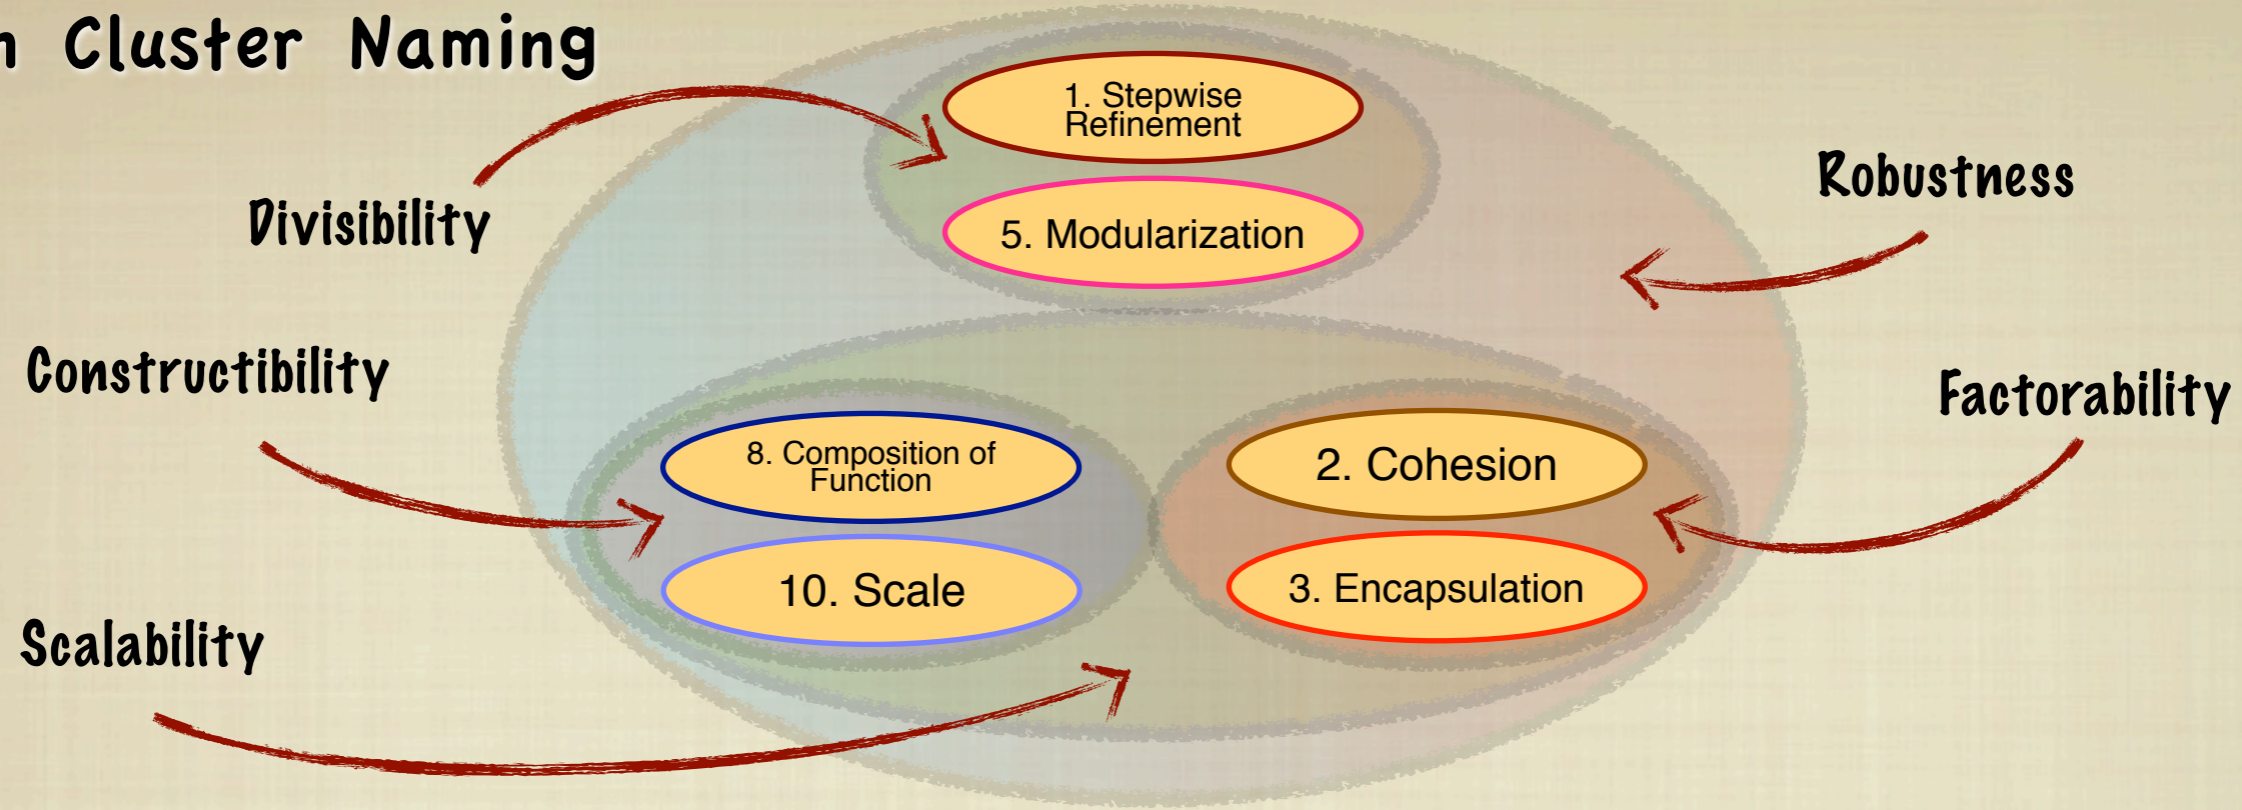 Cluster Naming
1. Stepwise
Refinement
Robustness
Divisibility
5. Modularization
Constructibility
Factorability
8. Composition of
Function
2. Cohesion
10. Scale
3. Encapsulation
Scalability